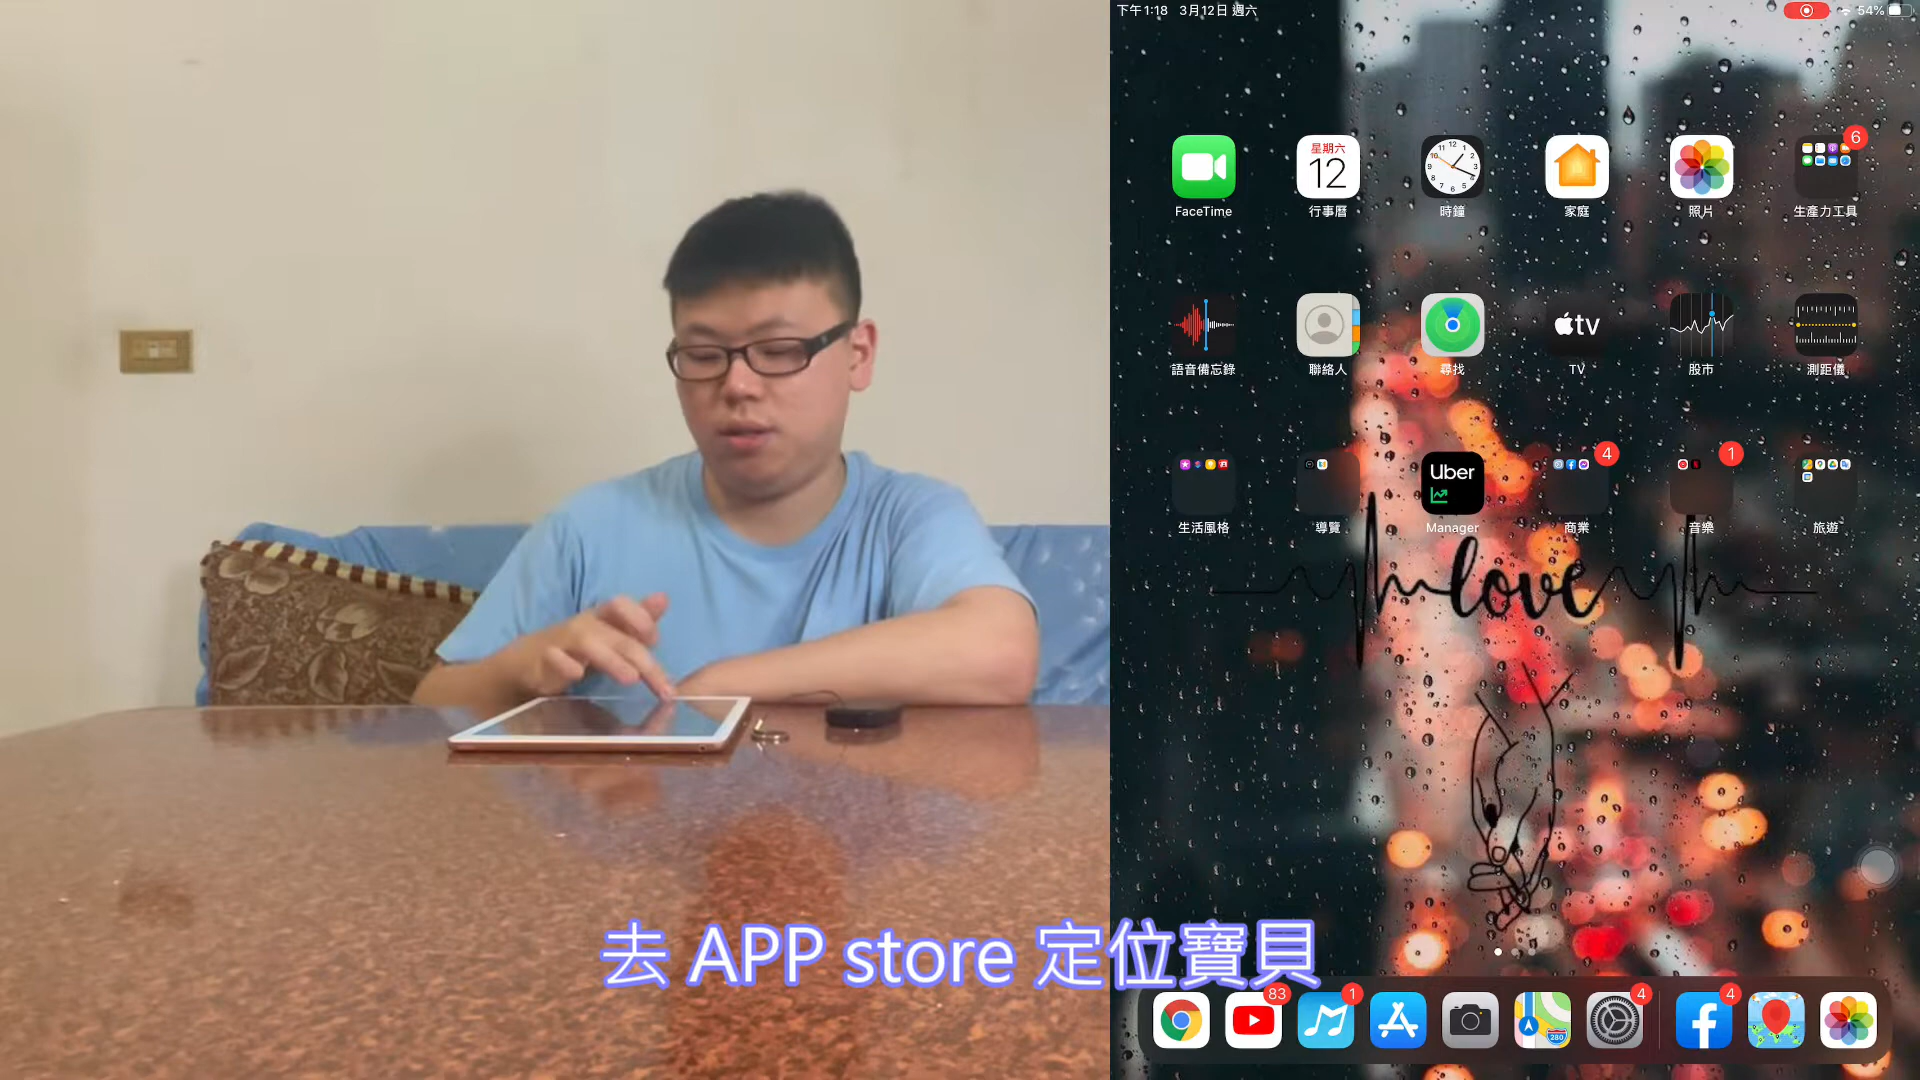 下午1:18 3月12日 週六
54%
星期六
12
6
FaceTime
行事曆
時鐘
家庭
照片
生產力工具
tv
語音備忘錄
聯絡人
尋找
TV
股市
測距儀
Uber
4
1
生活風格
導覽
Manager
商業
音樂
旅遊
love
去 APP store 定位寶貝
83
1
280
4
4